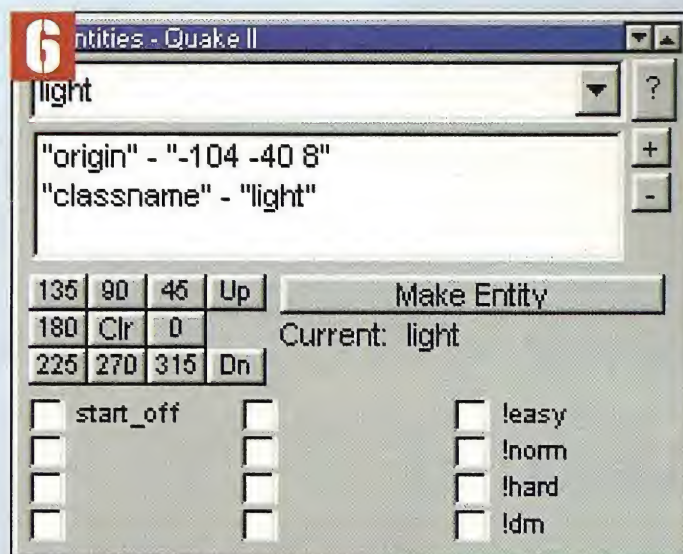 6
ntities - Quake II
light
?
"origin" - "-104 -40 8"
"classname" - "light"
+
-
135 90 45 Up
Make Entity
180 Clr 0
Current: light
225 270 315 Dn
start_off
!easy
!norm
!hard
!dm